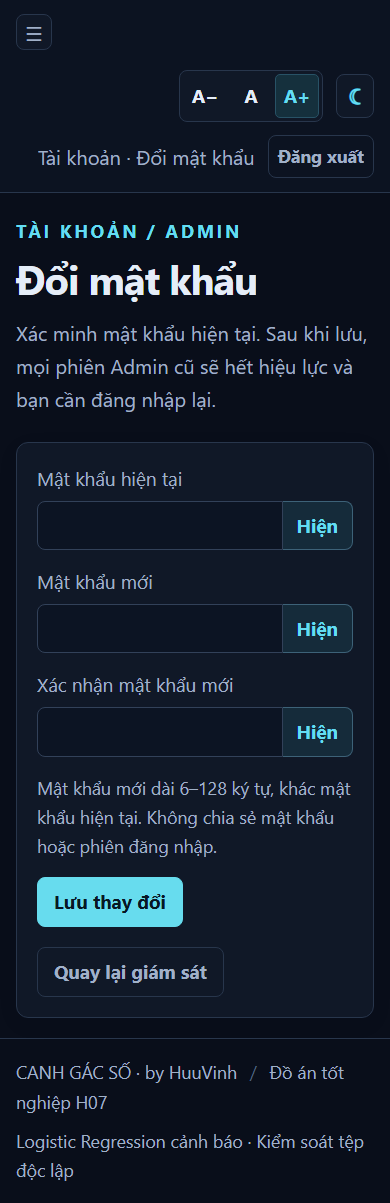 ☰
A− A A+ ☾
Tài khoản · Đổi mật khẩu Đăng xuất
TÀI KHOẢN / ADMIN
Đổi mật khẩu
Xác minh mật khẩu hiện tại. Sau khi lưu,
mọi phiên Admin cũ sẽ hết hiệu lực và
bạn cần đăng nhập lại.
Mật khẩu hiện tại
Hiện
Mật khẩu mới
Hiện
Xác nhận mật khẩu mới
Hiện
Mật khẩu mới dài 6–128 ký tự, khác mật
khẩu hiện tại. Không chia sẻ mật khẩu
hoặc phiên đăng nhập.
Lưu thay đổi
Quay lại giám sát
CANH GÁC SỐ · by HuuVinh / Đồ án tốt
nghiệp H07
Logistic Regression cảnh báo · Kiểm soát tệp
độc lập